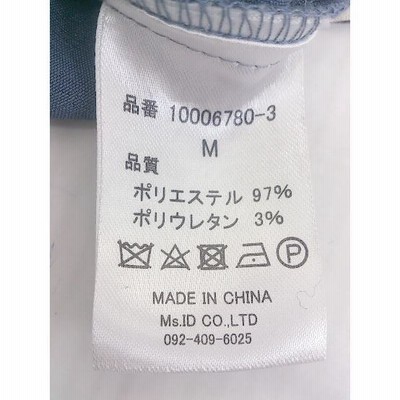 品番 10006780-3
M
品質
ポリエステル 97%
ポリウレタン 3%
P
MADE IN CHINA
Ms.ID CO.,LTD
092-409-6025